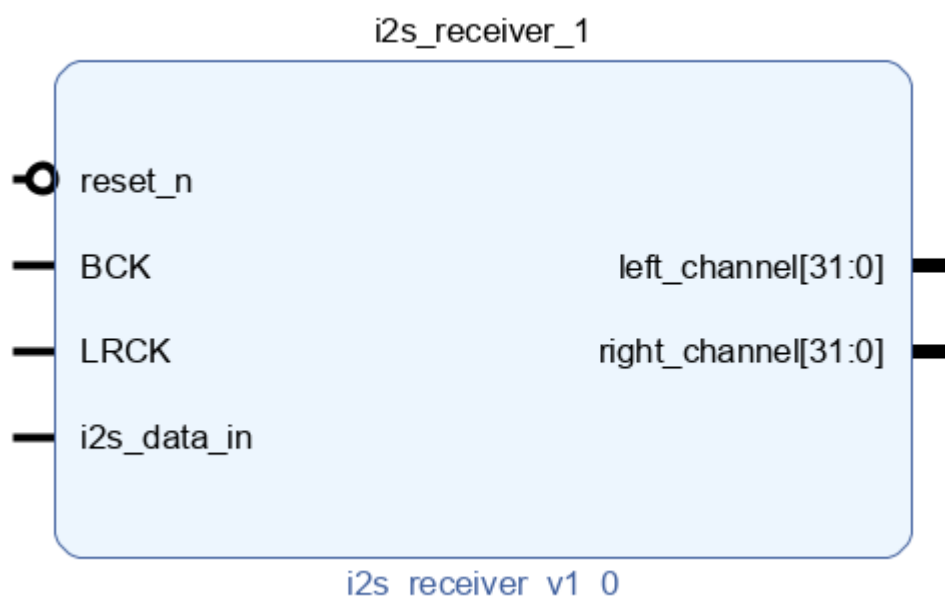 i2s_receiver_1
reset_n
BCK
left_channel[31:0]
LRCK
right_channel[31:0]
i2s_data_in
i2s_receiver_v1_0